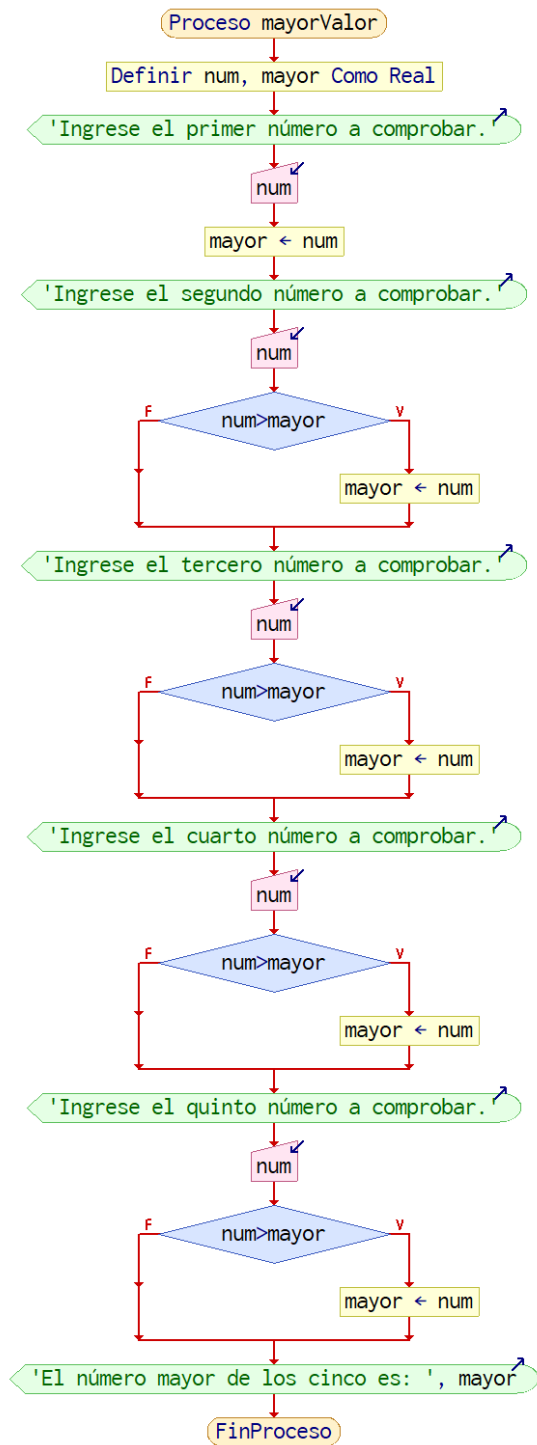 Proceso mayorValor
Definir num, mayor Como Real
'Ingrese el primer número a comprobar.'
num
mayor ← num
'Ingrese el segundo número a comprobar.'
num
F
V
num>mayor
mayor ← num
'Ingrese el tercero número a comprobar.'
num
F
V
num>mayor
mayor ← num
'Ingrese el cuarto número a comprobar.'
num
F
V
num>mayor
mayor ← num
'Ingrese el quinto número a comprobar.'
num
F
V
num>mayor
mayor ← num
'El número mayor de los cinco es: ', mayor
FinProceso